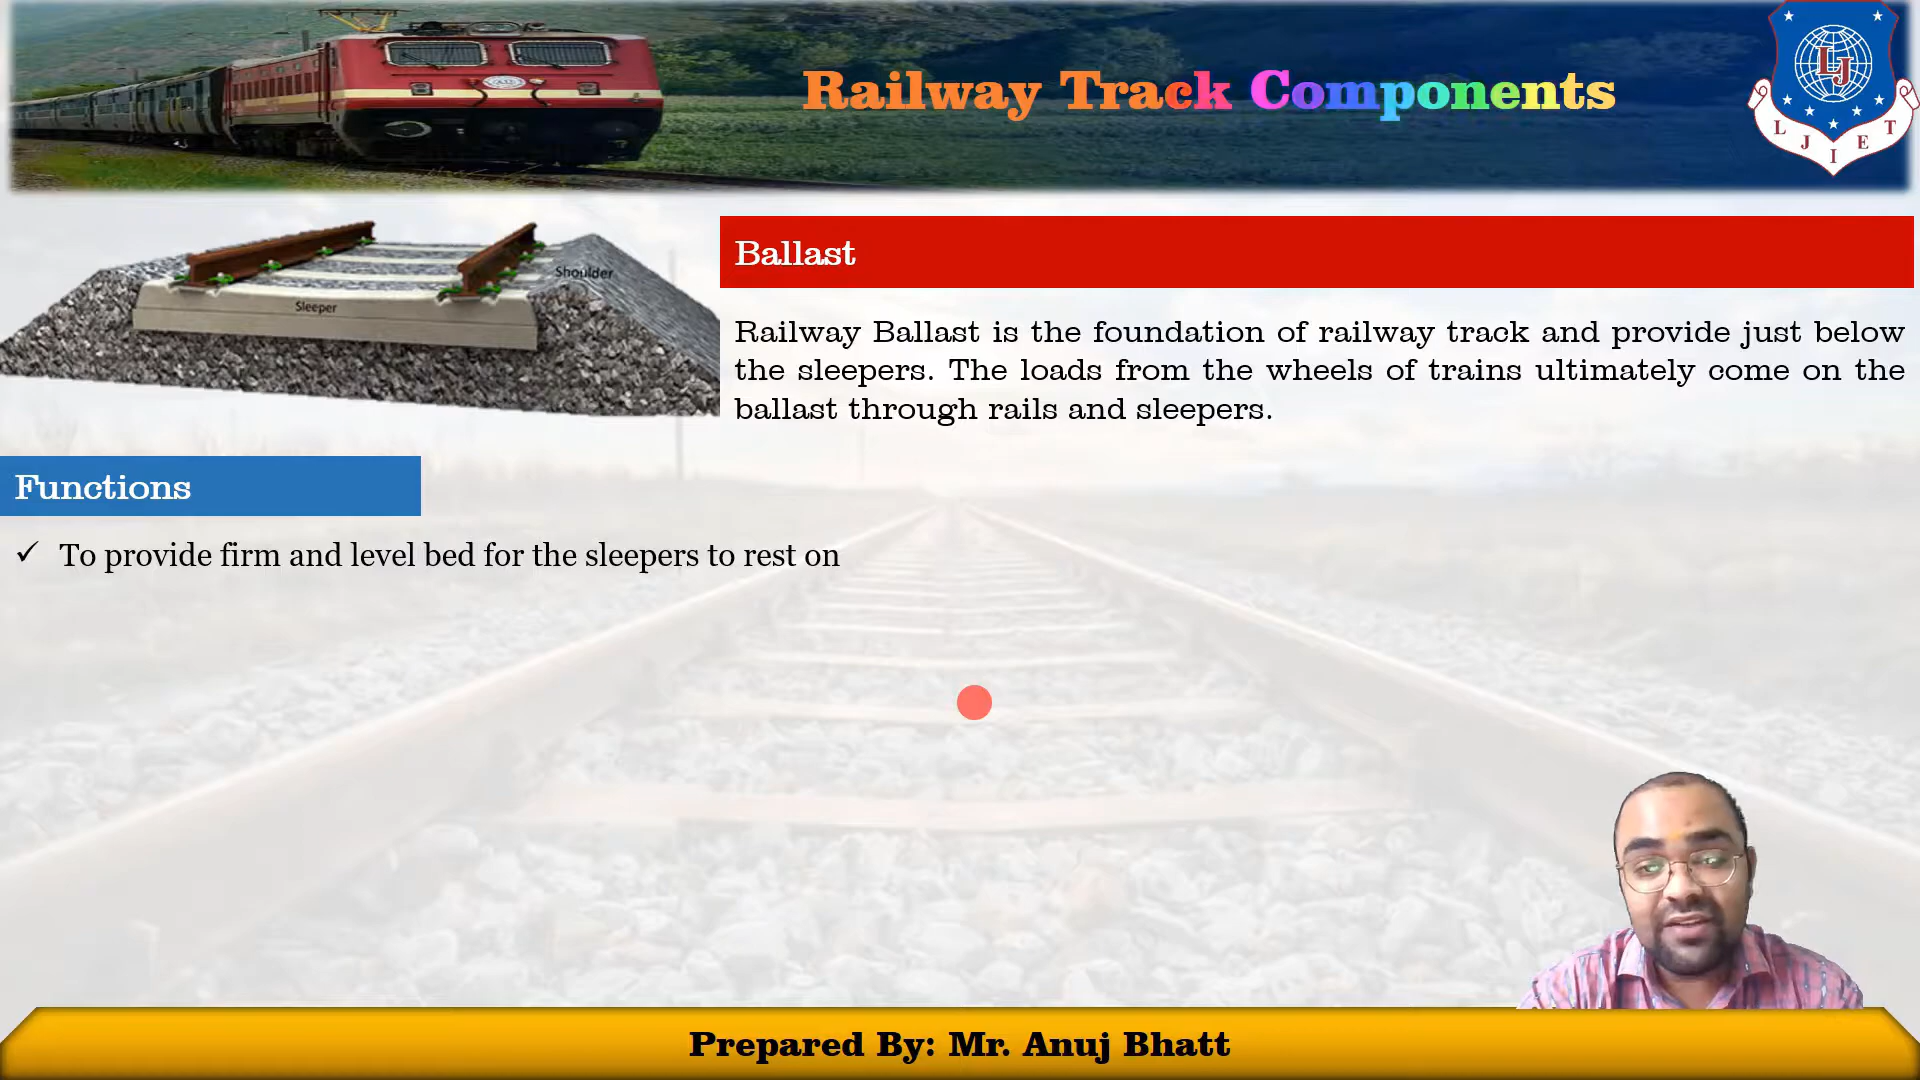 Railway Track Components
LJ
L J I E T
Shoulder
Sleeper
Ballast
Railway Ballast is the foundation of railway track and provide just below
the sleepers. The loads from the wheels of trains ultimately come on the
ballast through rails and sleepers.
Functions
✓ To provide firm and level bed for the sleepers to rest on
Prepared By: Mr. Anuj Bhatt